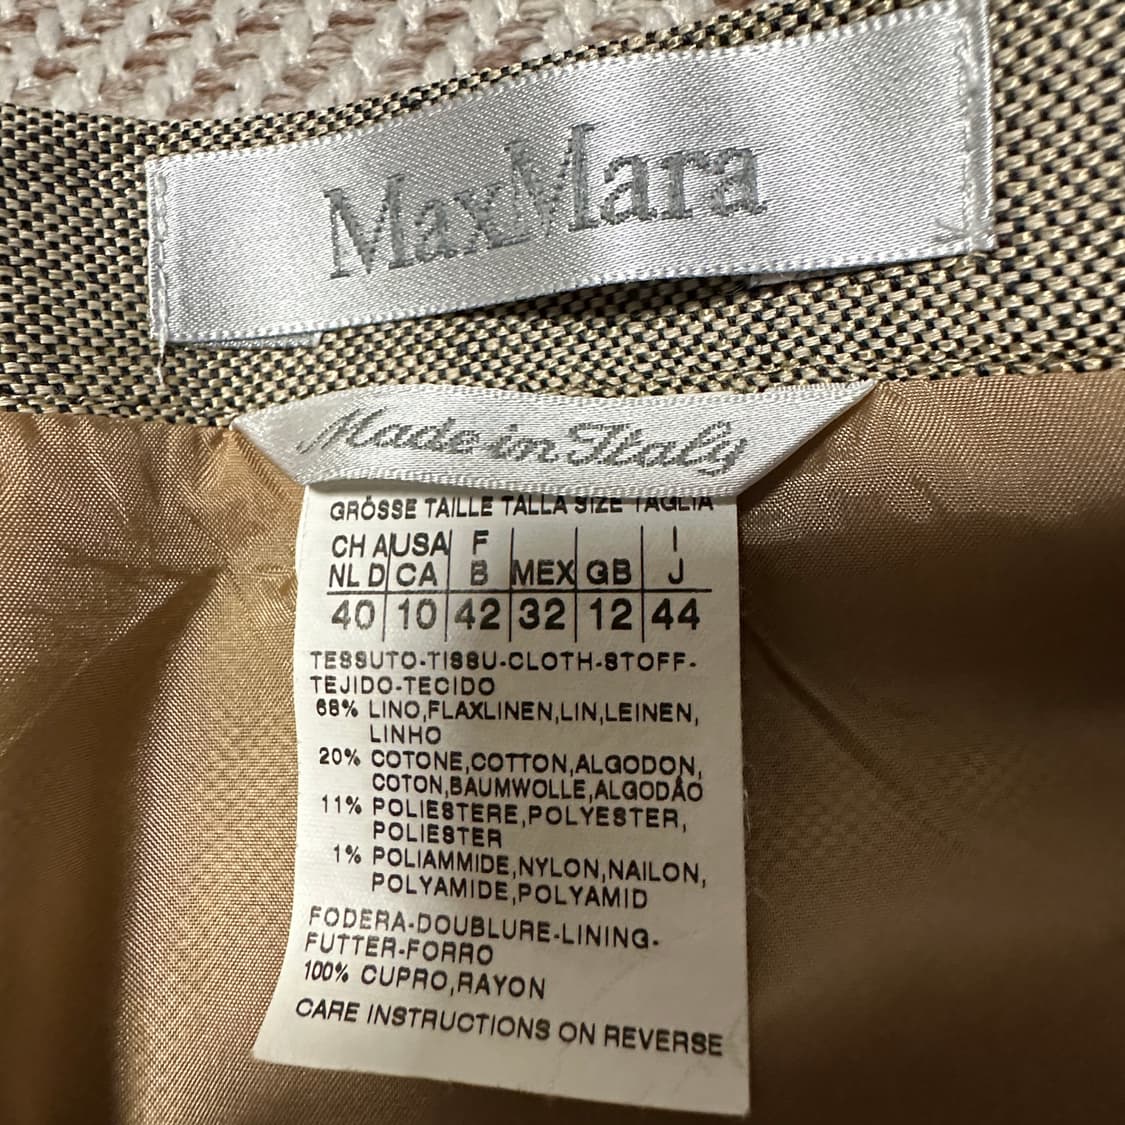 MaxMara
Made in Italy
GRÖSSE TAILLE TALLA SIZE TAGLIA
CH A USA F I
NL D CA B MEX GB J
40 10 42 32 12 44
TESSUTO-TISSU-CLOTH-STOFF-
TEJIDO-TECIDO
68% LINO,FLAXLINEN,LIN,LEINEN,
LINHO
20% COTONE,COTTON,ALGODON,
COTON,BAUMWOLLE,ALGODÃO
11% POLIESTERE,POLYESTER,
POLIESTER
1% POLIAMMIDE,NYLON,NAILON,
POLYAMIDE,POLYAMID
FODERA-DOUBLURE-LINING-
FUTTER-FORRO
100% CUPRO,RAYON
CARE INSTRUCTIONS ON REVERSE